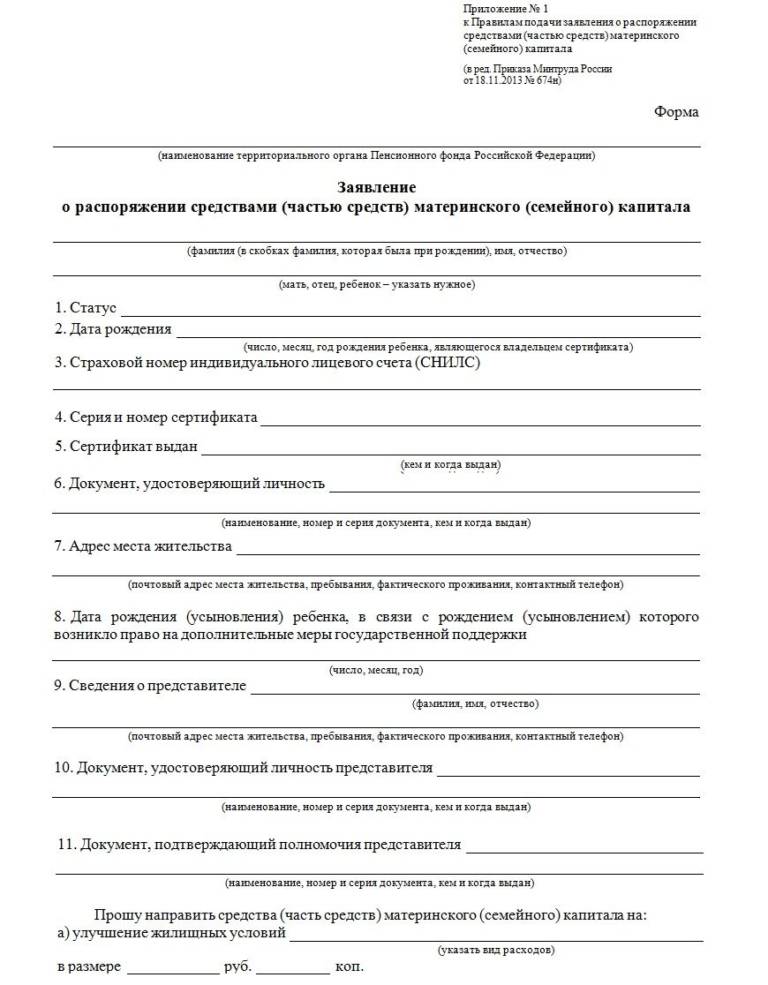 Приложение № 1
к Правилам подачи заявления о распоряжении
средствами (частью средств) материнского
(семейного) капитала
(в ред. Приказа Минтруда России
от 18.11.2013 № 674н)
Форма
(наименование территориального органа Пенсионного фонда Российской Федерации)
Заявление
о распоряжении средствами (частью средств) материнского (семейного) капитала
(фамилия (в скобках фамилия, которая была при рождении), имя, отчество)
(мать, отец, ребенок – указать нужное)
1. Статус
2. Дата рождения
(число, месяц, год рождения ребенка, являющегося владельцем сертификата)
3. Страховой номер индивидуального лицевого счета (СНИЛС)
4. Серия и номер сертификата
5. Сертификат выдан
(кем и когда выдан)
6. Документ, удостоверяющий личность
(наименование, номер и серия документа, кем и когда выдан)
7. Адрес места жительства
(почтовый адрес места жительства, пребывания, фактического проживания, контактный телефон)
8. Дата рождения (усыновления) ребенка, в связи с рождением (усыновлением) которого
возникло право на дополнительные меры государственной поддержки
(число, месяц, год)
9. Сведения о представителе
(фамилия, имя, отчество)
(почтовый адрес места жительства, пребывания, фактического проживания, контактный телефон)
10. Документ, удостоверяющий личность представителя
(наименование, номер и серия документа, кем и когда выдан)
11. Документ, подтверждающий полномочия представителя
(наименование, номер и серия документа, кем и когда выдан)
Прошу направить средства (часть средств) материнского (семейного) капитала на:
а) улучшение жилищных условий
(указать вид расходов)
в размере руб. коп.